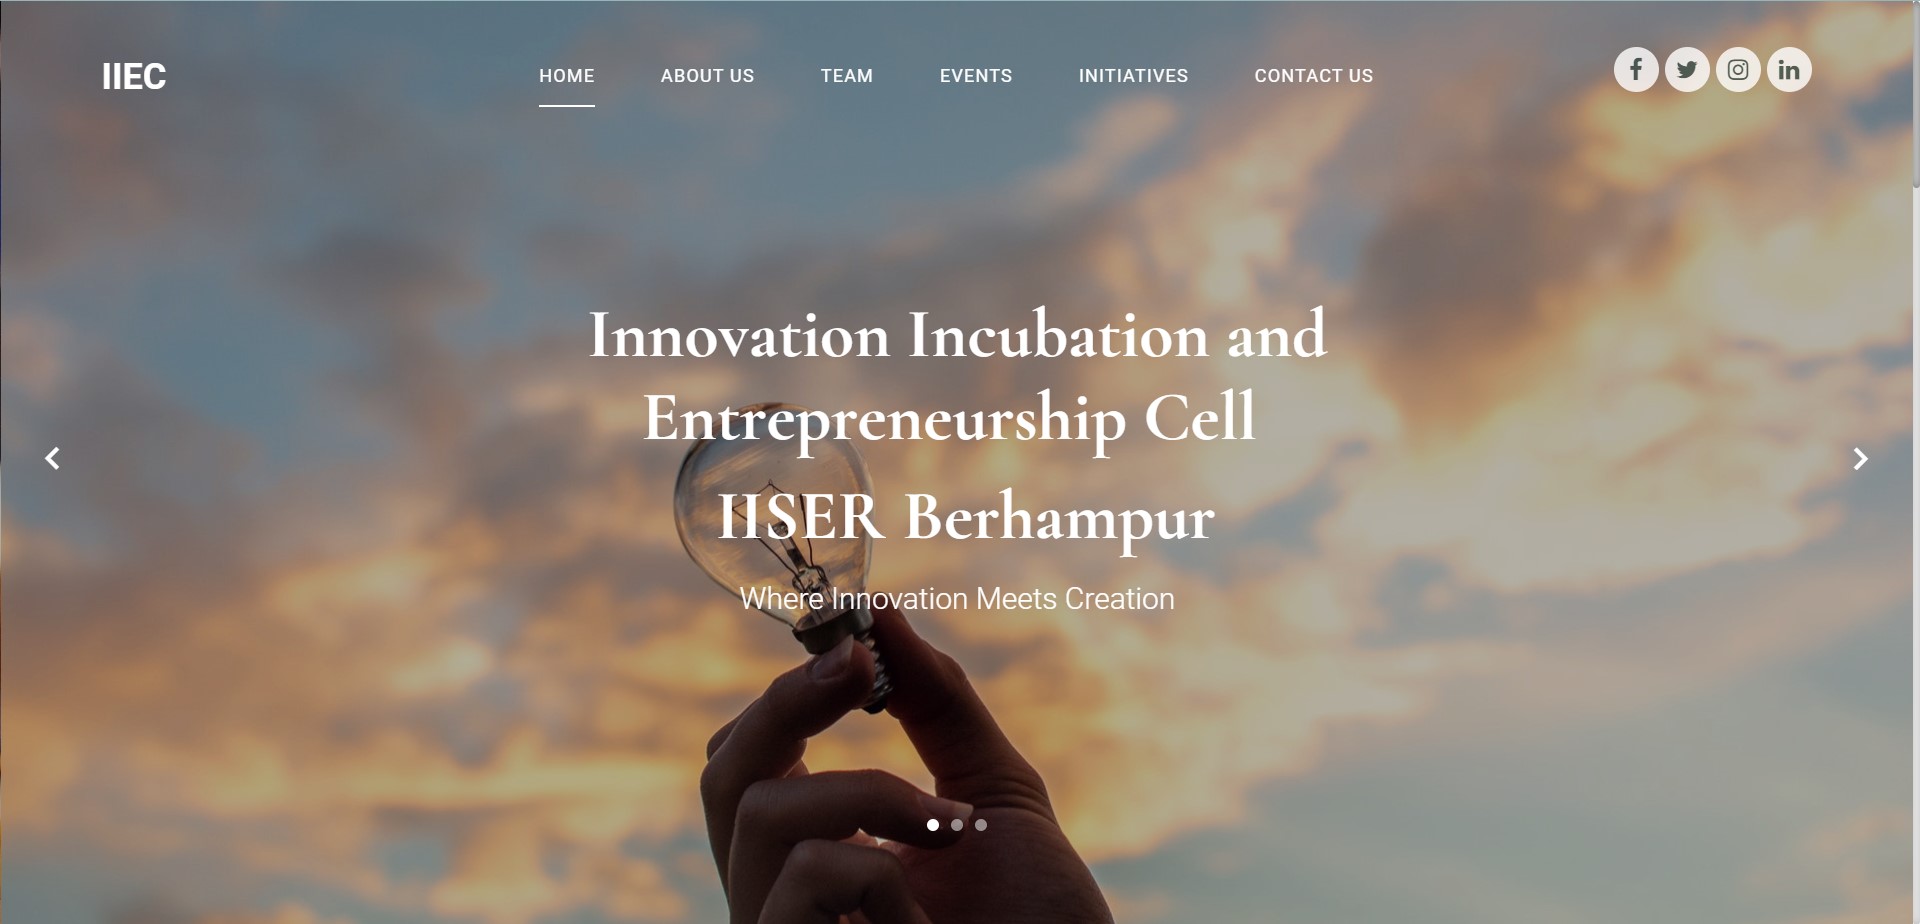 IIEC
HOME ABOUT US TEAM EVENTS INITIATIVES CONTACT US
Innovation Incubation and
Entrepreneurship Cell
IISER Berhampur
Where Innovation Meets Creation